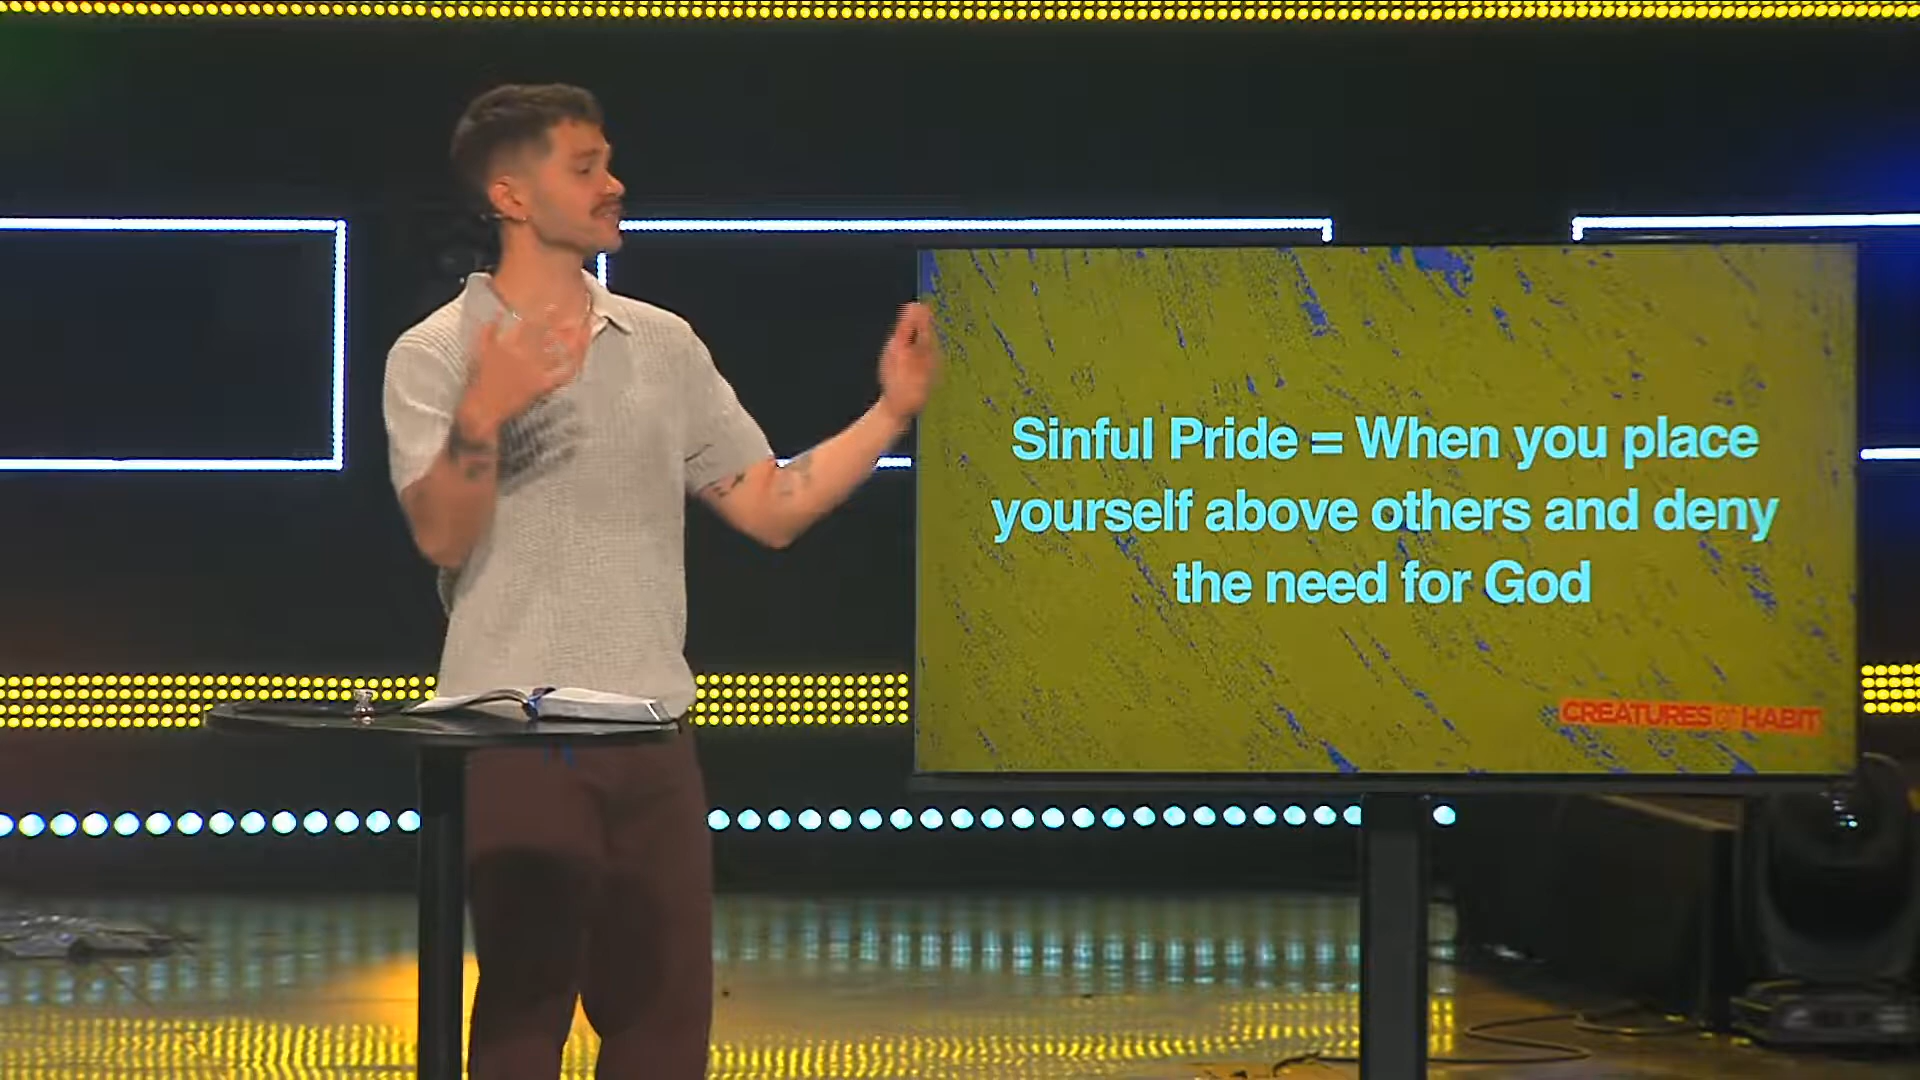 Sinful Pride = When you place
yourself above others and deny
the need for God
CREATURES OF HABIT